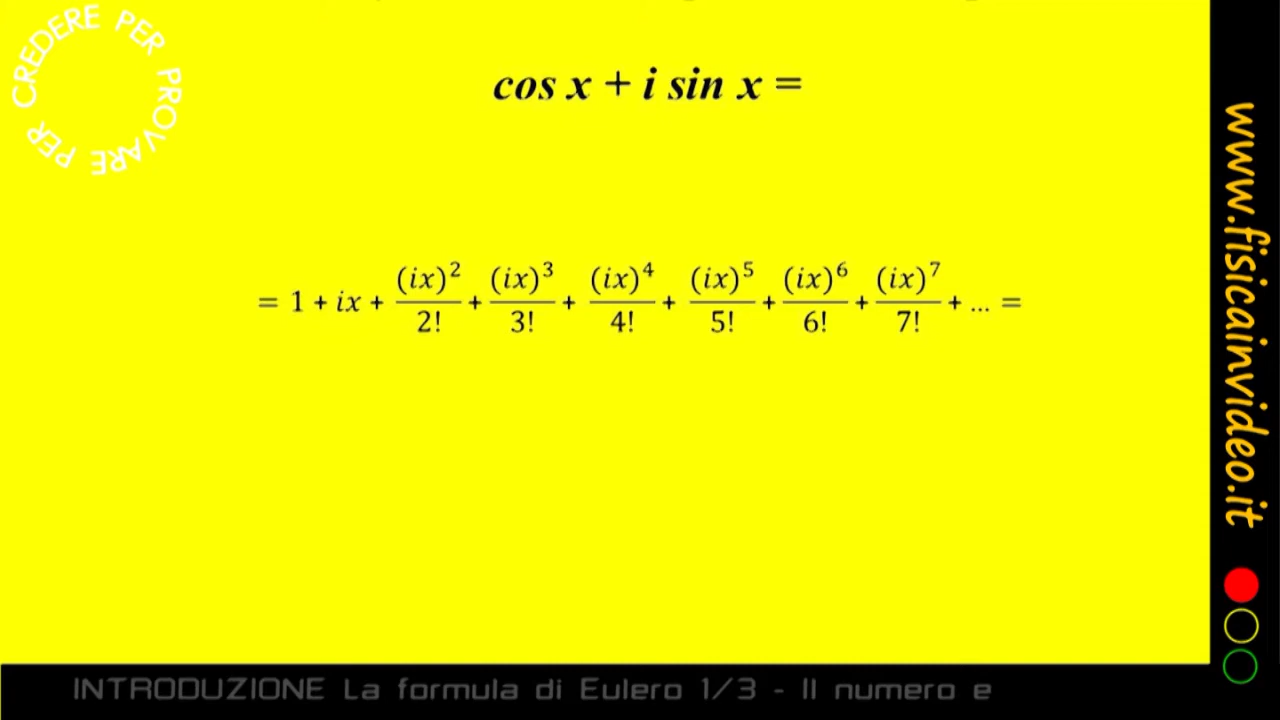 CREDERE PER PROVARE PER
cos x + i sin x =
= 1 + ix + (ix)^2/2! + (ix)^3/3! + (ix)^4/4! + (ix)^5/5! + (ix)^6/6! + (ix)^7/7! + ... =
www.fisicainvideo.it
INTRODUZIONE La formula di Eulero 1/3 - Il numero e